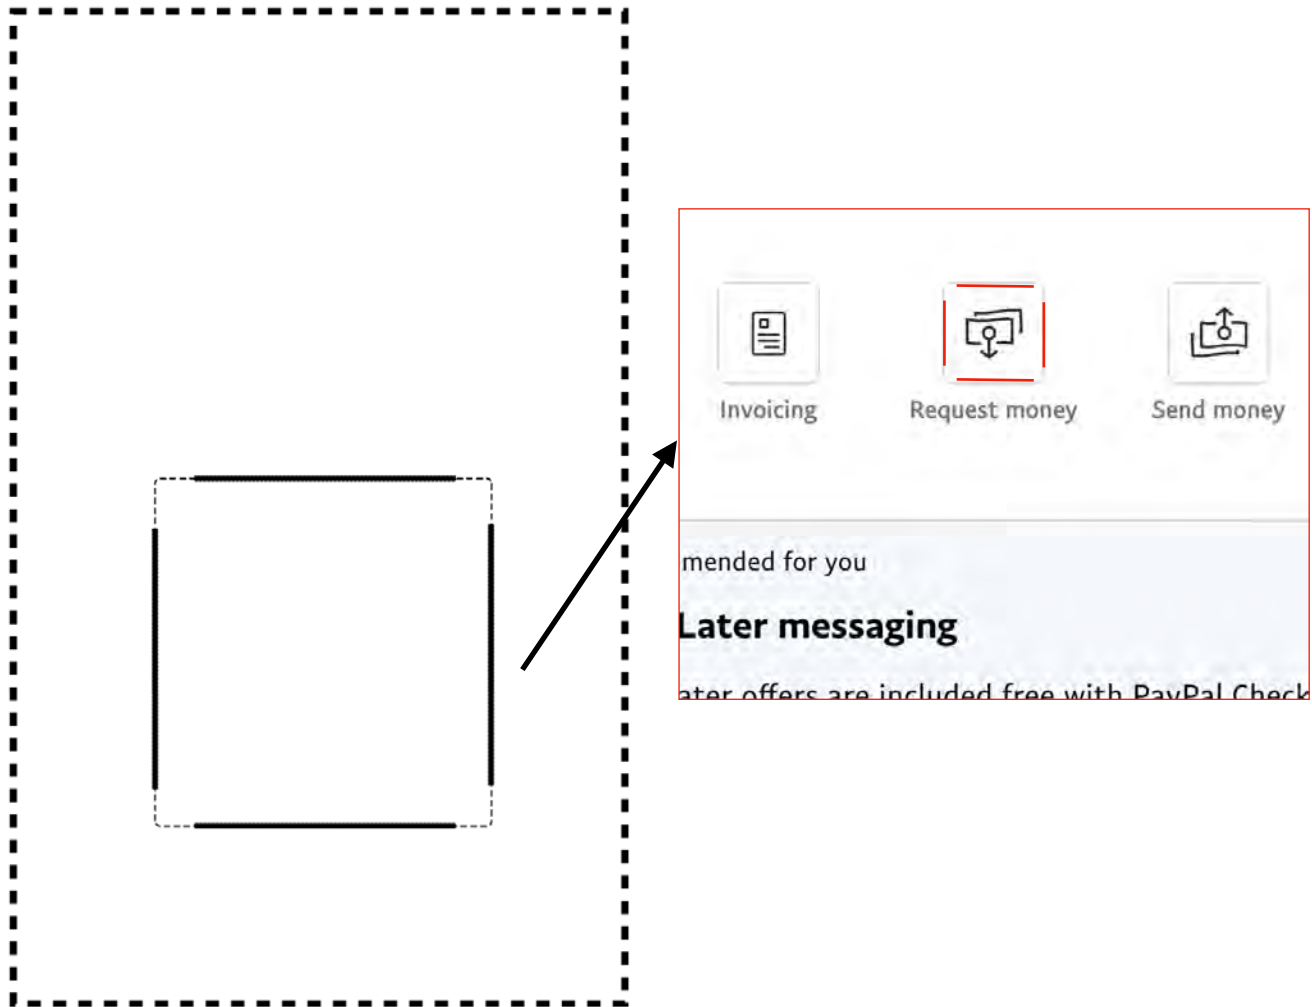 Invoicing
Request money
Send money
mended for you
Later messaging
ater offers are included free with PayPal Check